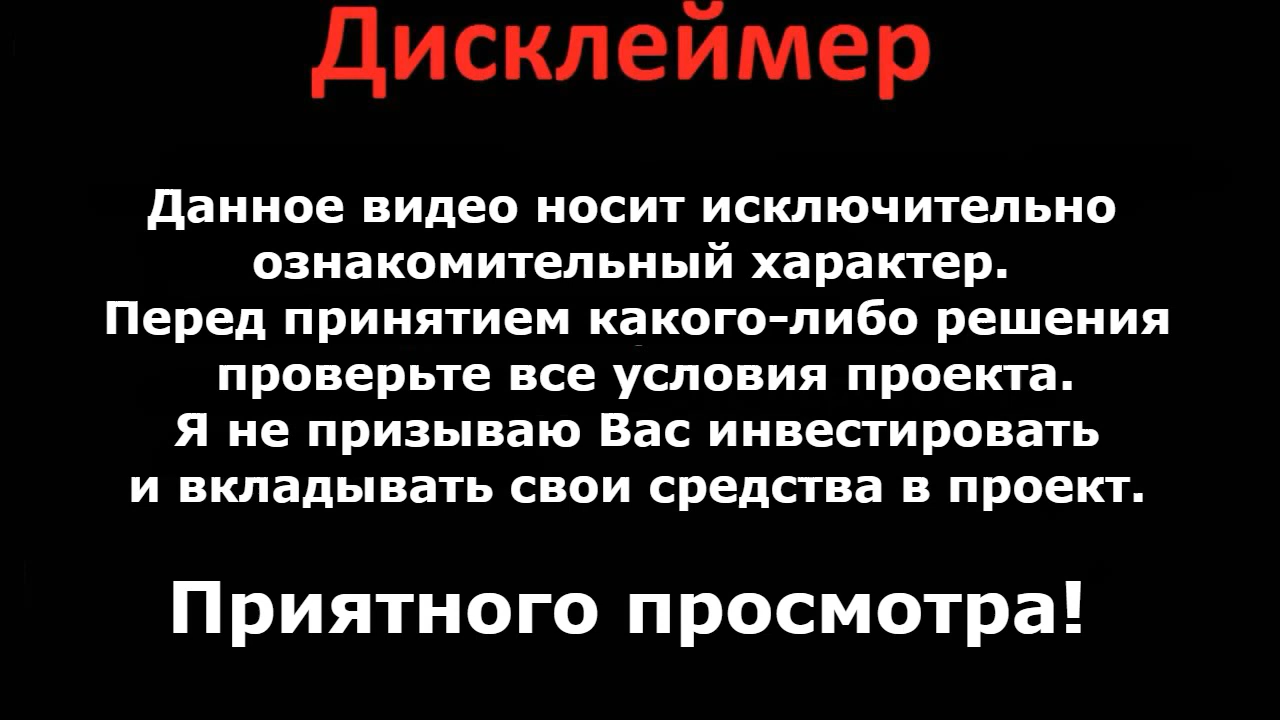 Дисклеймер
Данное видео носит исключительно
ознакомительный характер.
Перед принятием какого-либо решения
проверьте все условия проекта.
Я не призываю Вас инвестировать
и вкладывать свои средства в проект.
Приятного просмотра!